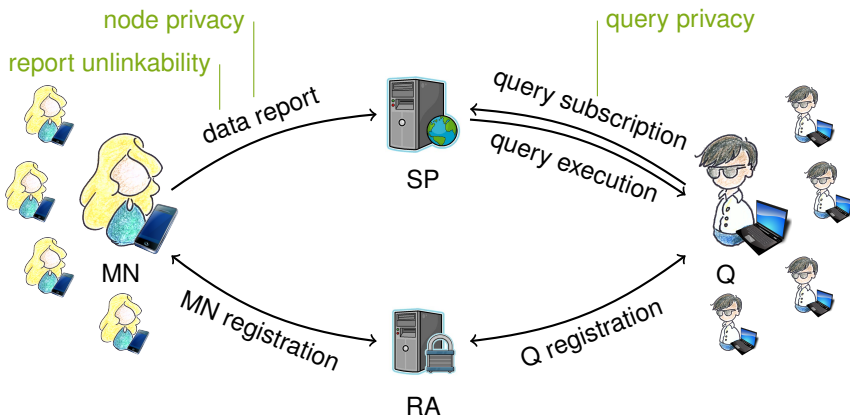 node privacy
query privacy
report unlinkability
data report
query subscription
query execution
SP
MN
Q
MN registration
Q registration
RA